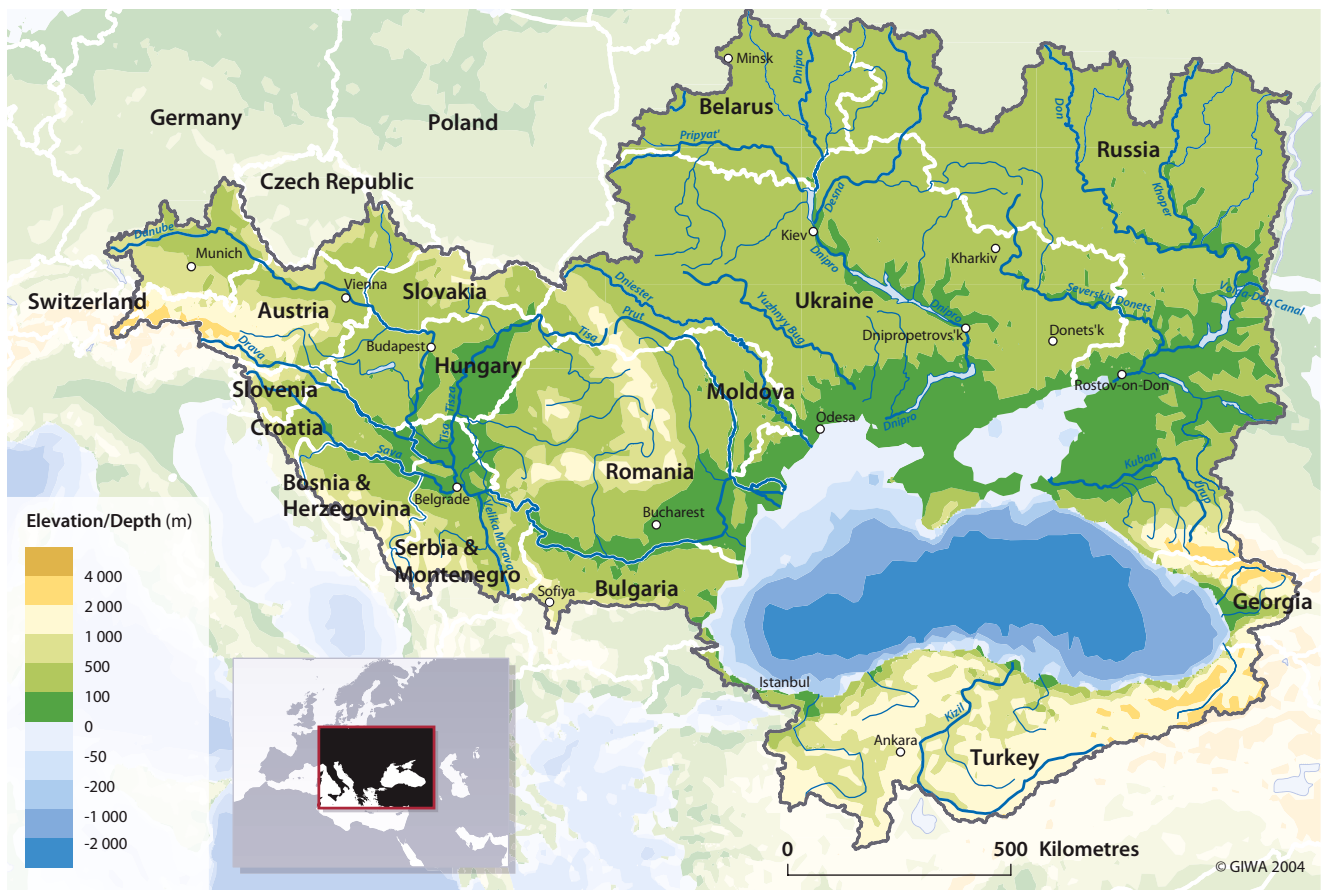 Minsk
Dnipro
Belarus
Germany
Poland
Don
Russia
Pripyat'
Czech Republic
Khoper
Desna
Danube
Kiev
Munich
Kharkiv
Dnipro
Vienna
Slovakia
Dniester
Switzerland
Austria
Ukraine
Severskiy Donets
Volga-Don Canal
Yuzhnyy Bug
Prut
Dnipro
Dnipropetrovs'k
Donets'k
Tisa
Drava
Budapest
Hungary
Rostov-on-Don
Slovenia
Moldova
Tisa
Tisza
Croatia
Odesa
Dnipro
Sava
Romania
Kuban'
Bosnia &
Herzegovina
Belgrade
Urup
Velika Morava
Bucharest
Elevation/Depth (m)
Serbia &
Montenegro
Sofiya
Bulgaria
Georgia
4 000
2 000
1 000
500
100
0
-50
-200
-1 000
-2 000
Istanbul
Kizil
Ankara
Turkey
0 500 Kilometres
© GIWA 2004